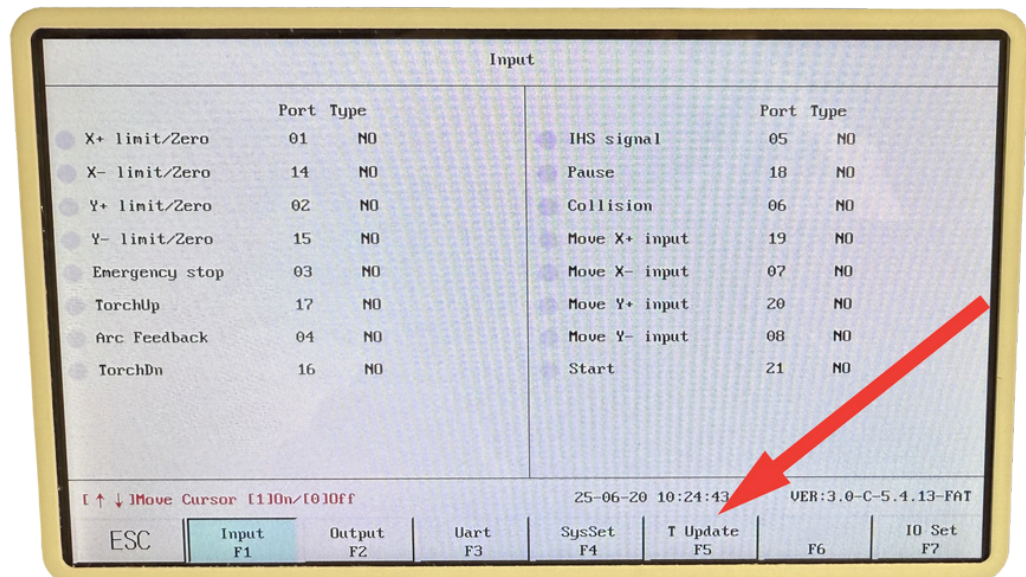 Input
Port Type
X+ limit/Zero 01 NO
X- limit/Zero 14 NO
Y+ limit/Zero 02 NO
Y- limit/Zero 15 NO
Emergency stop 03 NO
TorchUp 17 NO
Arc Feedback 04 NO
TorchDn 16 NO
Port Type
IHS signal 05 NO
Pause 18 NO
Collision 06 NO
Move X+ input 19 NO
Move X- input 07 NO
Move Y+ input 20 NO
Move Y- input 08 NO
Start 21 NO
[↑ ↓]Move Cursor [1]On/[0]Off
25-06-20 10:24:43
VER:3.0-C-5.4.13-FAT
ESC
Input
F1
Output
F2
Uart
F3
SysSet
F4
T Update
F5
F6
IO Set
F7